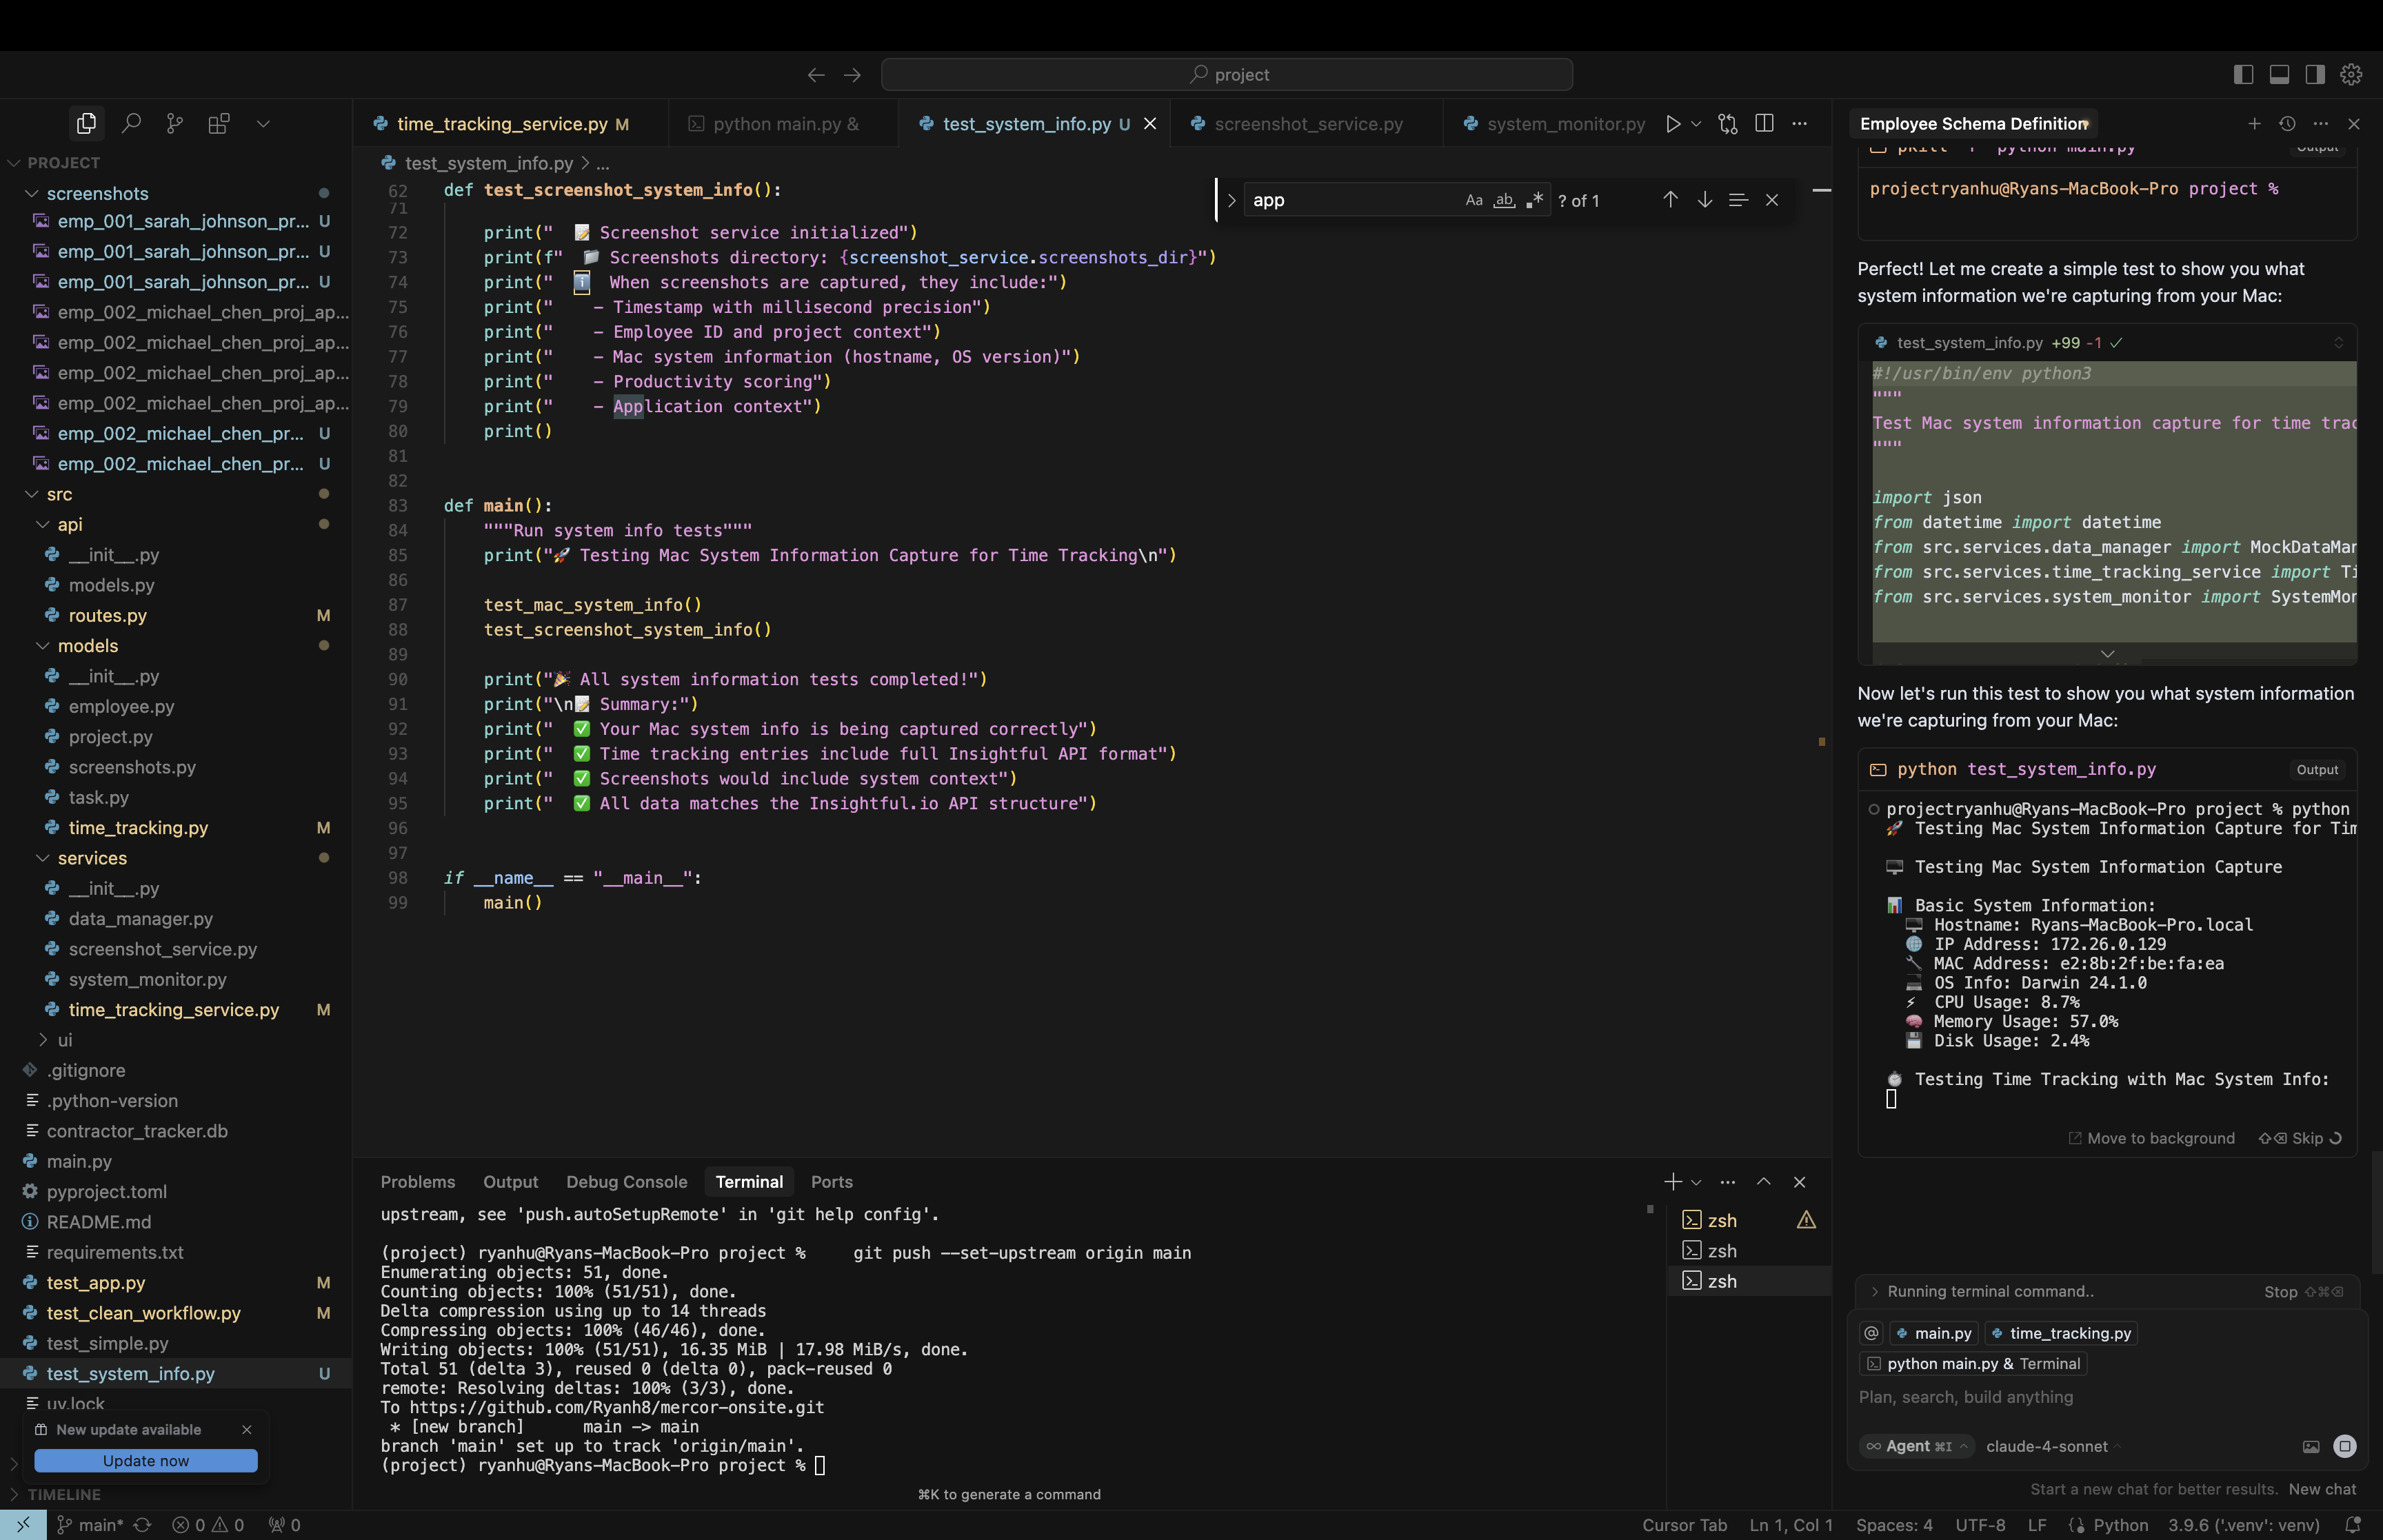 project
time_tracking_service.py M
python main.py &
test_system_info.py U
screenshot_service.py
system_monitor.py
Employee Schema Definition
PROJECT
screenshots
emp_001_sarah_johnson_pr... U
emp_001_sarah_johnson_pr... U
emp_001_sarah_johnson_pr... U
emp_002_michael_chen_proj_ap...
emp_002_michael_chen_proj_ap...
emp_002_michael_chen_proj_ap...
emp_002_michael_chen_proj_ap...
emp_002_michael_chen_pr... U
emp_002_michael_chen_pr... U
src
api
__init__.py
models.py
routes.py M
models
__init__.py
employee.py
project.py
screenshots.py
task.py
time_tracking.py M
services
__init__.py
data_manager.py
screenshot_service.py
system_monitor.py
time_tracking_service.py M
ui
.gitignore
.python-version
contractor_tracker.db
main.py
pyproject.toml
README.md
requirements.txt
test_app.py M
test_clean_workflow.py M
test_simple.py
test_system_info.py U
uv.lock
New update available
Update now
TIMELINE
test_system_info.py > ...
app
Aa ab .* ? of 1
62 def test_screenshot_system_info():
71
72 print("  📝 Screenshot service initialized")
73 print(f"  📁 Screenshots directory: {screenshot_service.screenshots_dir}")
74 print("  ℹ️  When screenshots are captured, they include:")
75 print("    - Timestamp with millisecond precision")
76 print("    - Employee ID and project context")
77 print("    - Mac system information (hostname, OS version)")
78 print("    - Productivity scoring")
79 print("    - Application context")
80 print()
81
82
83 def main():
84 """Run system info tests"""
85 print("🚀 Testing Mac System Information Capture for Time Tracking\n")
86
87 test_mac_system_info()
88 test_screenshot_system_info()
89
90 print("🎉 All system information tests completed!")
91 print("\n📝 Summary:")
92 print("  ✅ Your Mac system info is being captured correctly")
93 print("  ✅ Time tracking entries include full Insightful API format")
94 print("  ✅ Screenshots would include system context")
95 print("  ✅ All data matches the Insightful.io API structure")
96
97
98 if __name__ == "__main__":
99 main()
Problems Output Debug Console Terminal Ports
upstream, see 'push.autoSetupRemote' in 'git help config'.
(project) ryanhu@Ryans-MacBook-Pro project %     git push --set-upstream origin main
Enumerating objects: 51, done.
Counting objects: 100% (51/51), done.
Delta compression using up to 14 threads
Compressing objects: 100% (46/46), done.
Writing objects: 100% (51/51), 16.35 MiB | 17.98 MiB/s, done.
Total 51 (delta 3), reused 0 (delta 0), pack-reused 0
remote: Resolving deltas: 100% (3/3), done.
To https://github.com/Ryanh8/mercor-onsite.git
 * [new branch]      main -> main
branch 'main' set up to track 'origin/main'.
(project) ryanhu@Ryans-MacBook-Pro project %
zsh
zsh
zsh
⌘K to generate a command
projectryanhu@Ryans-MacBook-Pro project %
Perfect! Let me create a simple test to show you what
system information we're capturing from your Mac:
test_system_info.py +99 -1
#!/usr/bin/env python3
"""
Test Mac system information capture for time trac
"""
import json
from datetime import datetime
from src.services.data_manager import MockDataMan
from src.services.time_tracking_service import Ti
from src.services.system_monitor import SystemMon
Now let's run this test to show you what system information
we're capturing from your Mac:
python test_system_info.py
Output
projectryanhu@Ryans-MacBook-Pro project % python
🚀 Testing Mac System Information Capture for Tim
🖥️ Testing Mac System Information Capture
📊 Basic System Information:
🖥️ Hostname: Ryans-MacBook-Pro.local
🌐 IP Address: 172.26.0.129
🔧 MAC Address: e2:8b:2f:be:fa:ea
💻 OS Info: Darwin 24.1.0
⚡ CPU Usage: 8.7%
🧠 Memory Usage: 57.0%
💾 Disk Usage: 2.4%
⏱️ Testing Time Tracking with Mac System Info:
Move to background
Skip
Running terminal command..
Stop ⇧⌘⌫
@ main.py time_tracking.py
python main.py & Terminal
Plan, search, build anything
Agent ⌘I claude-4-sonnet
Start a new chat for better results. New chat
main* 0 0 0
Cursor Tab Ln 1, Col 1 Spaces: 4 UTF-8 LF Python 3.9.6 ('.venv': venv)